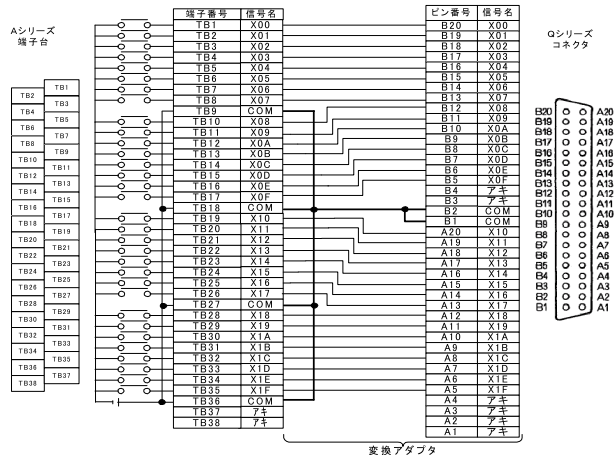 Aシリーズ
端子台
TB1
TB2
TB3
TB4
TB5
TB6
TB7
TB8
TB9
TB10
TB11
TB12
TB13
TB14
TB15
TB16
TB17
TB18
TB19
TB20
TB21
TB22
TB23
TB24
TB25
TB26
TB27
TB28
TB29
TB30
TB31
TB32
TB33
TB34
TB35
TB36
TB37
TB38
端子番号 信号名
TB1 X00
TB2 X01
TB3 X02
TB4 X03
TB5 X04
TB6 X05
TB7 X06
TB8 X07
TB9 COM
TB10 X08
TB11 X09
TB12 X0A
TB13 X0B
TB14 X0C
TB15 X0D
TB16 X0E
TB17 X0F
TB18 COM
TB19 X10
TB20 X11
TB21 X12
TB22 X13
TB23 X14
TB24 X15
TB25 X16
TB26 X17
TB27 COM
TB28 X18
TB29 X19
TB30 X1A
TB31 X1B
TB32 X1C
TB33 X1D
TB34 X1E
TB35 X1F
TB36 COM
TB37 アキ
TB38 アキ
ピン番号 信号名
B20 X00
B19 X01
B18 X02
B17 X03
B16 X04
B15 X05
B14 X06
B13 X07
B12 X08
B11 X09
B10 X0A
B9 X0B
B8 X0C
B7 X0D
B6 X0E
B5 X0F
B4 アキ
B3 アキ
B2 COM
B1 COM
A20 X10
A19 X11
A18 X12
A17 X13
A16 X14
A15 X15
A14 X16
A13 X17
A12 X18
A11 X19
A10 X1A
A9 X1B
A8 X1C
A7 X1D
A6 X1E
A5 X1F
A4 アキ
A3 アキ
A2 アキ
A1 アキ
変換アダプタ
Qシリーズ
コネクタ
B20 A20
B19 A19
B18 A18
B17 A17
B16 A16
B15 A15
B14 A14
B13 A13
B12 A12
B11 A11
B10 A10
B9 A9
B8 A8
B7 A7
B6 A6
B5 A5
B4 A4
B3 A3
B2 A2
B1 A1